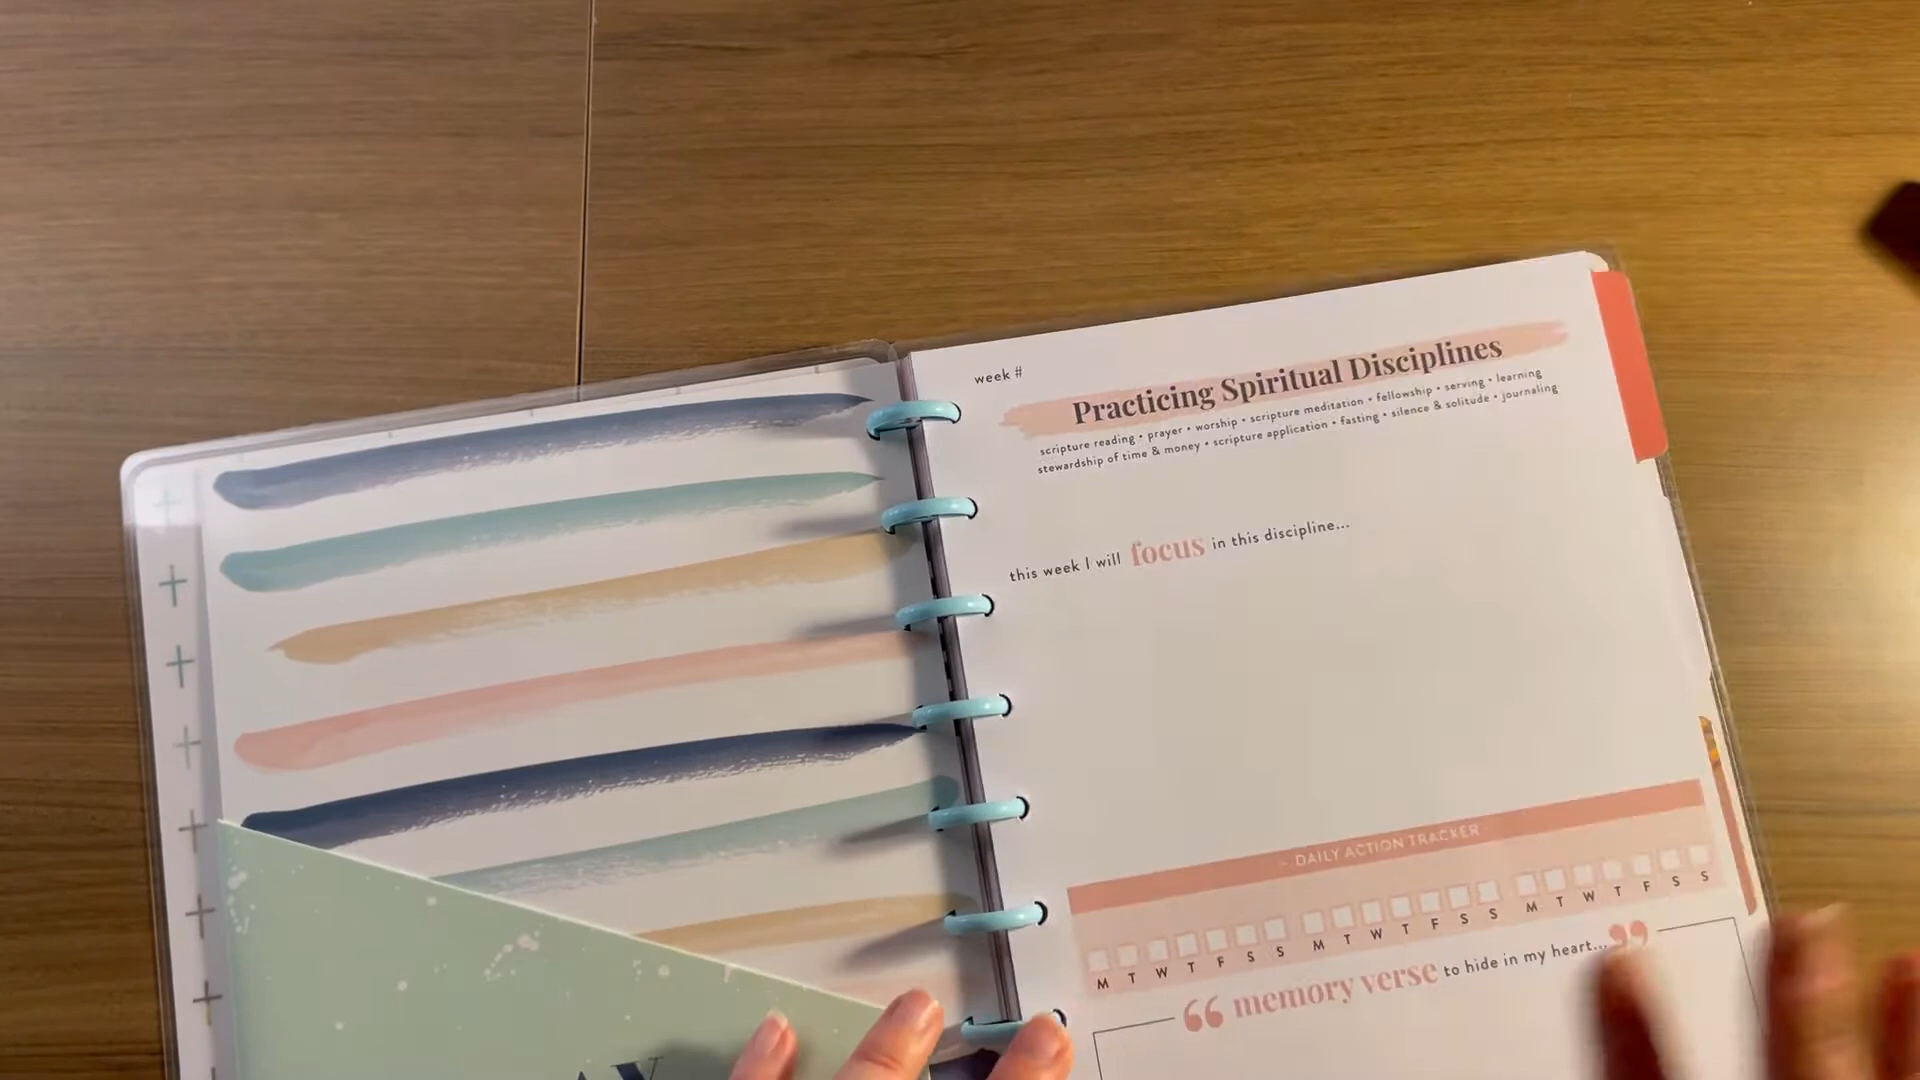 week #
Practicing Spiritual Disciplines
scripture reading • prayer • worship • scripture meditation • fellowship • serving • learning
stewardship of time & money • scripture application • fasting • silence & solitude • journaling
this week I will focus in this discipline...
- DAILY ACTION TRACKER
M T W T F S S M T W T F S S M T W T F S S
“ memory verse to hide in my heart... ”